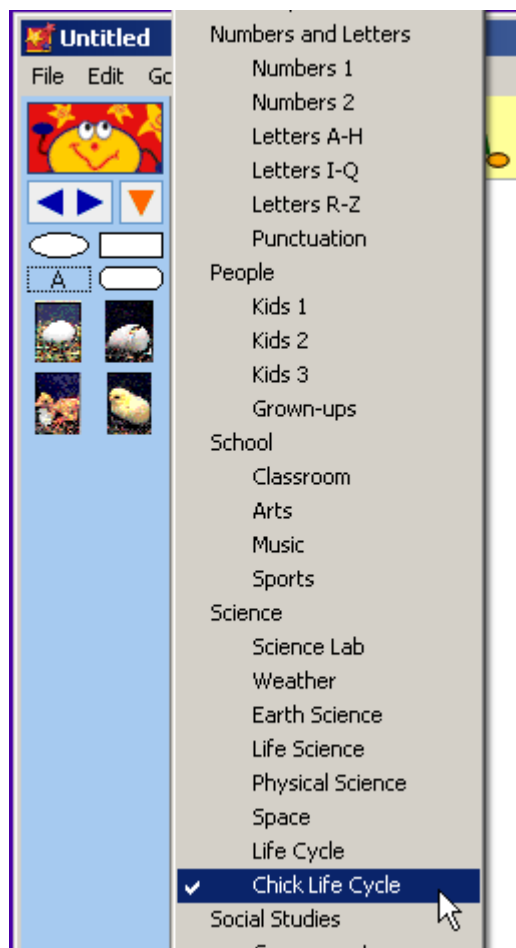 Untitled
File Edit Go
A
Numbers and Letters
Numbers 1
Numbers 2
Letters A-H
Letters I-Q
Letters R-Z
Punctuation
People
Kids 1
Kids 2
Kids 3
Grown-ups
School
Classroom
Arts
Music
Sports
Science
Science Lab
Weather
Earth Science
Life Science
Physical Science
Space
Life Cycle
Chick Life Cycle
Social Studies